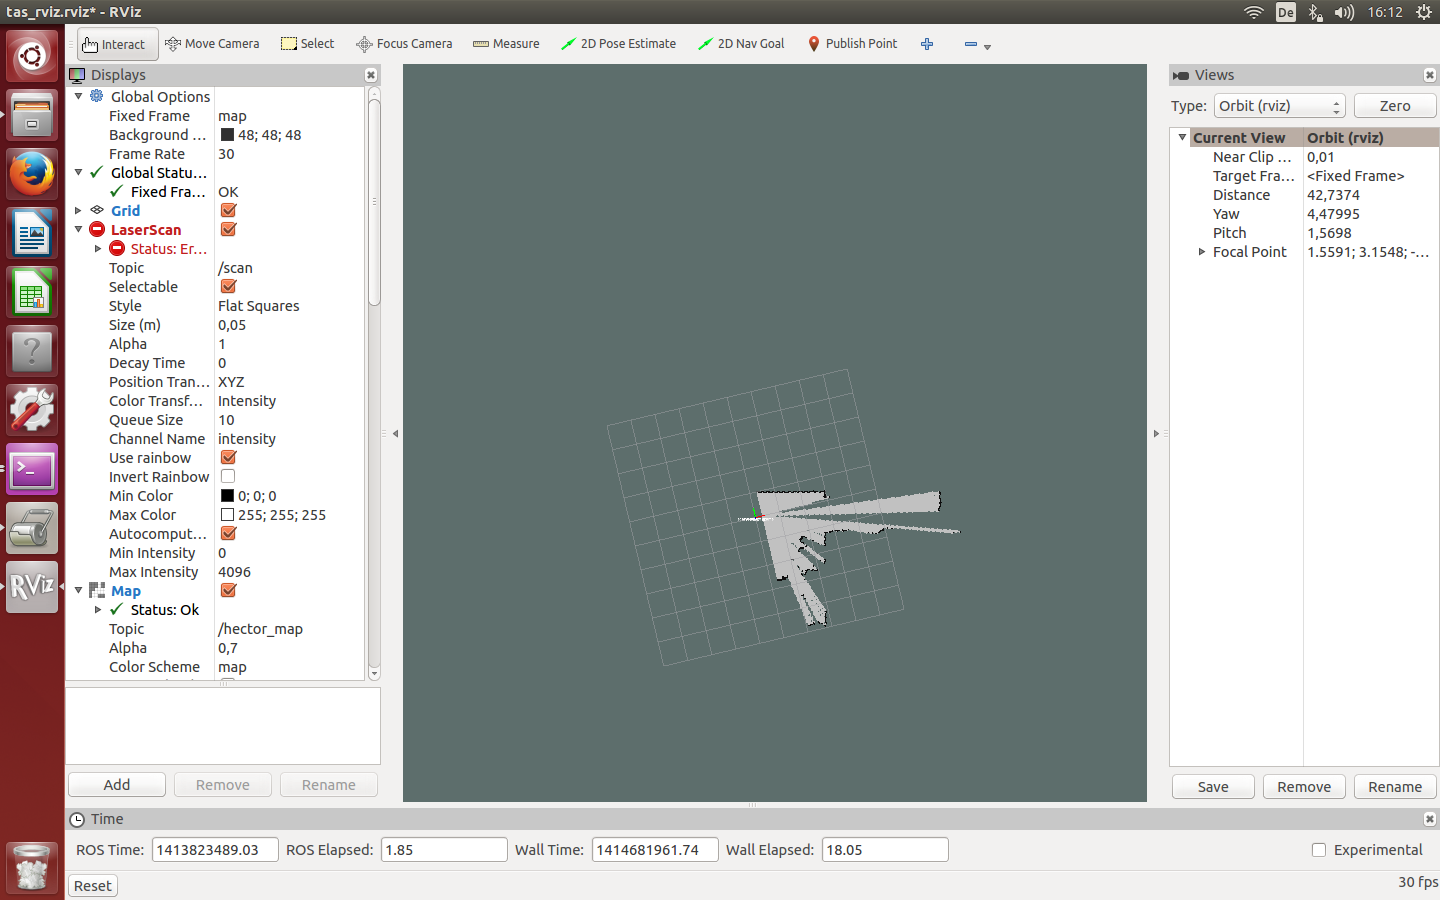 tas_rviz.rviz* - RViz
De
16:12
Interact
Move Camera
Select
Focus Camera
Measure
2D Pose Estimate
2D Nav Goal
Publish Point
Displays
Global Options
Fixed Frame map
Background ... 48; 48; 48
Frame Rate 30
Global Statu...
Fixed Fra... OK
Grid
LaserScan
Status: Er...
Topic /scan
Selectable
Style Flat Squares
Size (m) 0,05
Alpha 1
Decay Time 0
Position Tran... XYZ
Color Transf... Intensity
Queue Size 10
Channel Name intensity
Use rainbow
Invert Rainbow
Min Color 0; 0; 0
Max Color 255; 255; 255
Autocomput...
Min Intensity 0
Max Intensity 4096
Map
Status: Ok
Topic /hector_map
Alpha 0,7
Color Scheme map
Add
Remove
Rename
RViz
Views
Type: Orbit (rviz) Zero
Current View Orbit (rviz)
Near Clip ... 0,01
Target Fra... <Fixed Frame>
Distance 42,7374
Yaw 4,47995
Pitch 1,5698
Focal Point 1.5591; 3.1548; -...
Save
Remove
Rename
Time
ROS Time: 1413823489.03 ROS Elapsed: 1.85 Wall Time: 1414681961.74 Wall Elapsed: 18.05 Experimental
Reset
30 fps